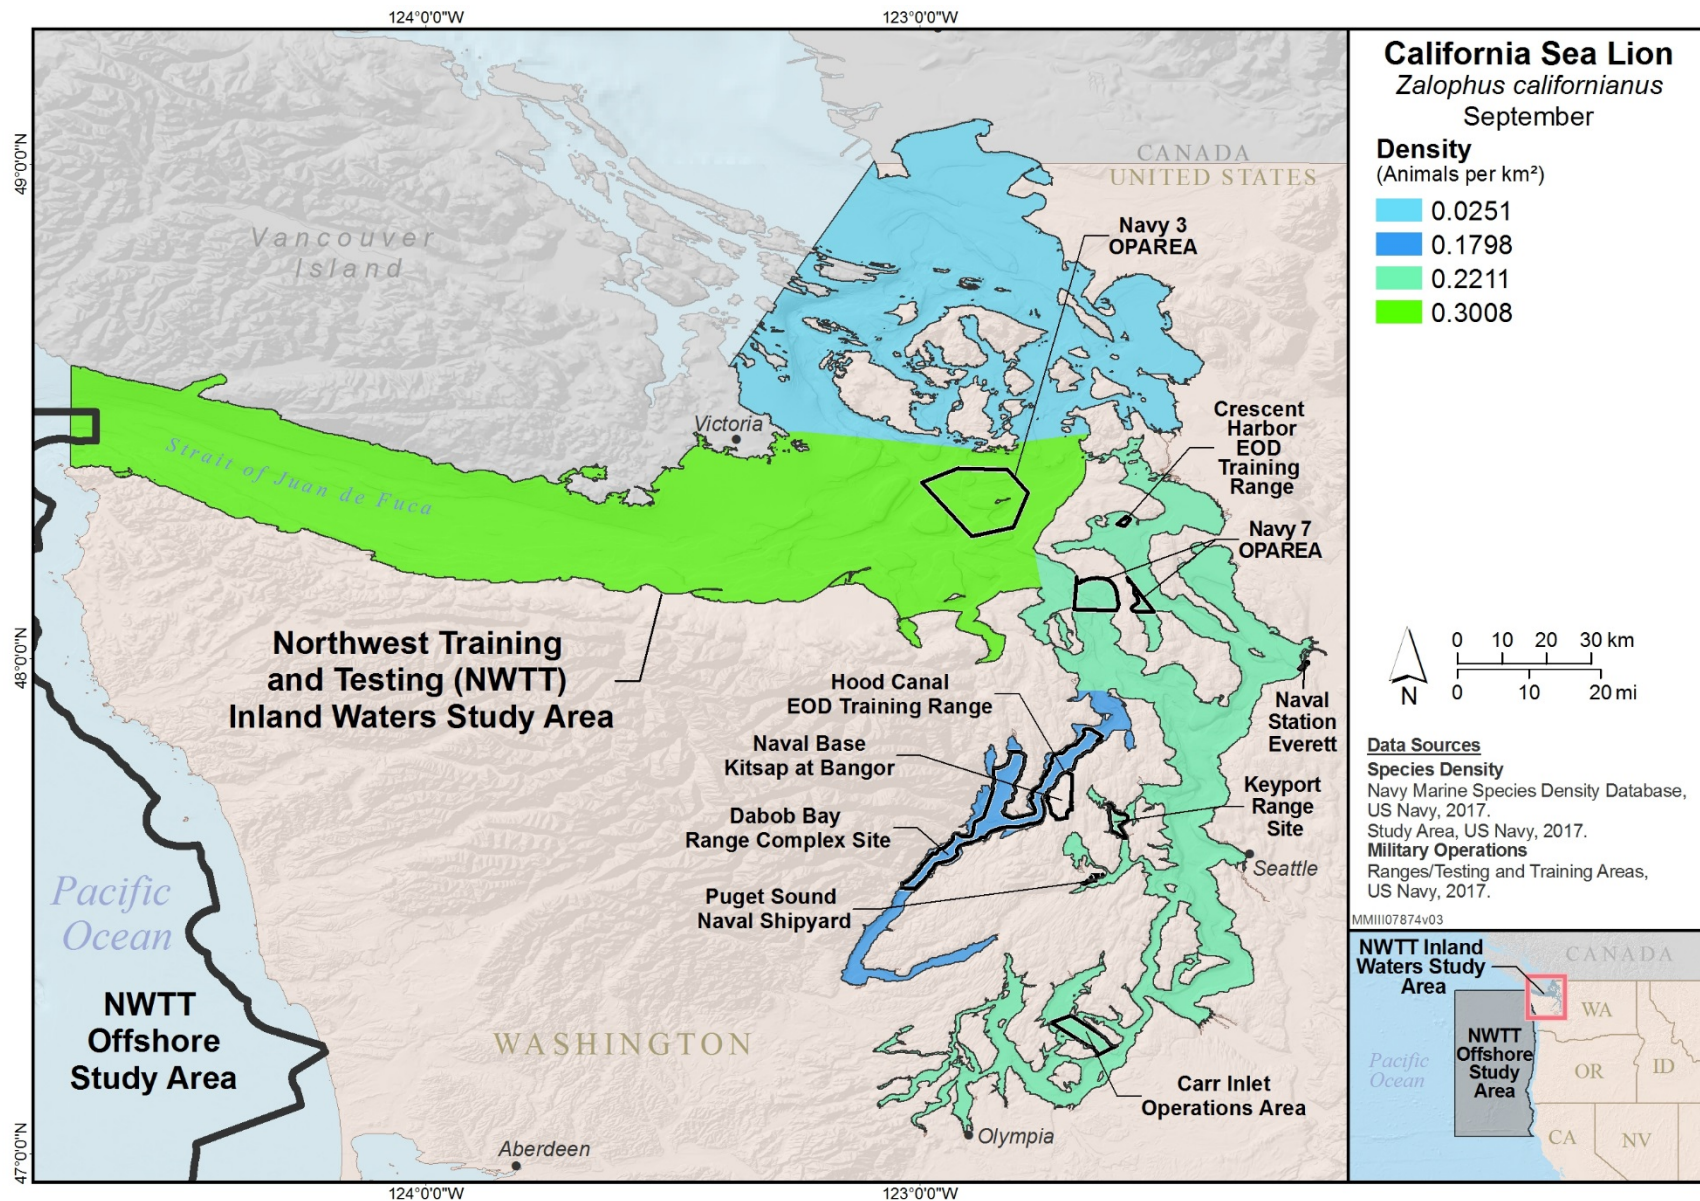 124°0'0"W
123°0'0"W
49°0'0"N
48°0'0"N
47°0'0"N
124°0'0"W
123°0'0"W
CANADA
UNITED STATES
Vancouver
Island
Navy 3
OPAREA
Victoria
Strait of Juan de Fuca
Crescent
Harbor
EOD
Training
Range
Navy 7
OPAREA
Northwest Training
and Testing (NWTT)
Inland Waters Study Area
Hood Canal
EOD Training Range
Naval Base
Kitsap at Bangor
Dabob Bay
Range Complex Site
Puget Sound
Naval Shipyard
Naval
Station
Everett
Keyport
Range
Site
Seattle
Pacific
Ocean
NWTT
Offshore
Study Area
WASHINGTON
Carr Inlet
Operations Area
Olympia
Aberdeen
California Sea Lion
Zalophus californianus
September
Density
(Animals per km²)
0.0251
0.1798
0.2211
0.3008
N
0 10 20 30 km
0 10 20 mi
Data Sources
Species Density
Navy Marine Species Density Database,
US Navy, 2017.
Study Area, US Navy, 2017.
Military Operations
Ranges/Testing and Training Areas,
US Navy, 2017.
MMIII07874v03
NWTT Inland
Waters Study
Area
CANADA
WA
NWTT
Offshore
Study
Area
Pacific
Ocean
OR
ID
CA
NV